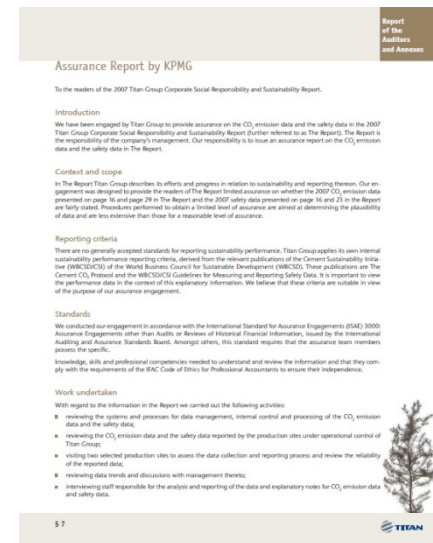 Report
of the
Auditors
and Annexes
Assurance Report by KPMG
To the readers of the 2007 Titan Group Corporate Social Responsibility and Sustainability Report.
Introduction
We have been engaged by Titan Group to provide assurance on the CO₂ emission data and the safety data in the 2007
Titan Group Corporate Social Responsibility and Sustainability Report (further referred to as The Report). The Report is
the responsibility of the company's management. Our responsibility is to issue an assurance report on the CO₂ emission
data and the safety data in The Report.
Context and scope
In The Report Titan Group describes its efforts and progress in relation to sustainability and reporting thereon. Our en-
gagement was designed to provide the readers of The Report limited assurance on whether the 2007 CO₂ emission data
presented on page 16 and page 29 in The Report and the 2007 safety data presented on page 16 and 23 in the Report
are fairly stated. Procedures performed to obtain a limited level of assurance are aimed at determining the plausibility
of data and are less extensive than those for a reasonable level of assurance.
Reporting criteria
There are no generally accepted standards for reporting sustainability performance. Titan Group applies its own internal
sustainability performance reporting criteria, derived from the relevant publications of the Cement Sustainability Initia-
tive (WBCSD/CSI) of the World Business Council for Sustainable Development (WBCSD). These publications are The
Cement CO₂ Protocol and the WBCSD/CSI Guidelines for Measuring and Reporting Safety Data. It is important to view
the performance data in the context of this explanatory information. We believe that these criteria are suitable in view
of the purpose of our assurance engagement.
Standards
We conducted our engagement in accordance with the International Standard for Assurance Engagements (ISAE) 3000:
Assurance Engagements other than Audits or Reviews of Historical Financial Information, issued by the International
Auditing and Assurance Standards Board. Amongst others, this standard requires that the assurance team members
possess the specific.
knowledge, skills and professional competencies needed to understand and review the information and that they com-
ply with the requirements of the IFAC Code of Ethics for Professional Accountants to ensure their independence.
Work undertaken
With regard to the information in the Report we carried out the following activities:
■ reviewing the systems and processes for data management, internal control and processing of the CO₂ emission
data and the safety data;
■ reviewing the CO₂ emission data and the safety data reported by the production sites under operational control of
Titan Group;
■ visiting two selected production sites to assess the data collection and reporting process and review the reliability
of the reported data;
■ reviewing data trends and discussions with management thereto;
■ interviewing staff responsible for the analysis and reporting of the data and explanatory notes for CO₂ emission data
and safety data.
57
TITAN